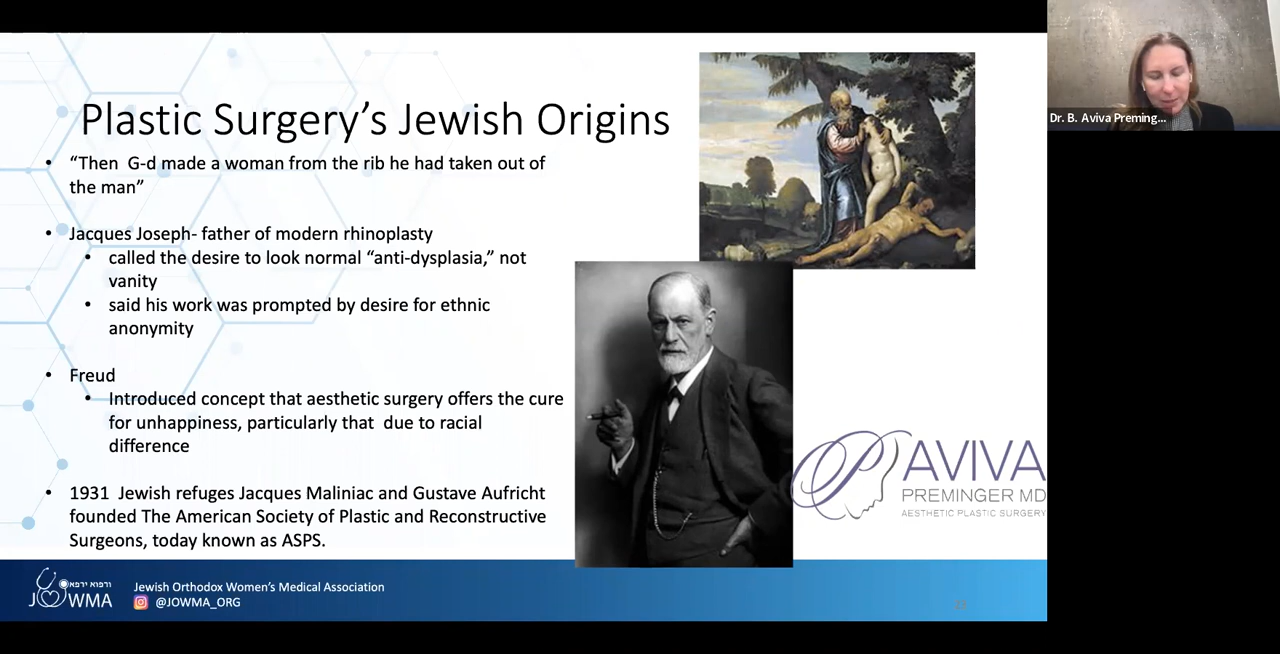 Plastic Surgery’s Jewish Origins
• “Then G-d made a woman from the rib he had taken out of
the man”
• Jacques Joseph- father of modern rhinoplasty
• called the desire to look normal “anti-dysplasia,” not
vanity
• said his work was prompted by desire for ethnic
anonymity
• Freud
• Introduced concept that aesthetic surgery offers the cure
for unhappiness, particularly that due to racial
difference
• 1931 Jewish refuges Jacques Maliniac and Gustave Aufricht
founded The American Society of Plastic and Reconstructive
Surgeons, today known as ASPS.
AVIVA
PREMINGER MD
AESTHETIC PLASTIC SURGERY
Dr. B. Aviva Preming...
ורפוא ירפא
JOWMA
Jewish Orthodox Women’s Medical Association
@JOWMA_ORG